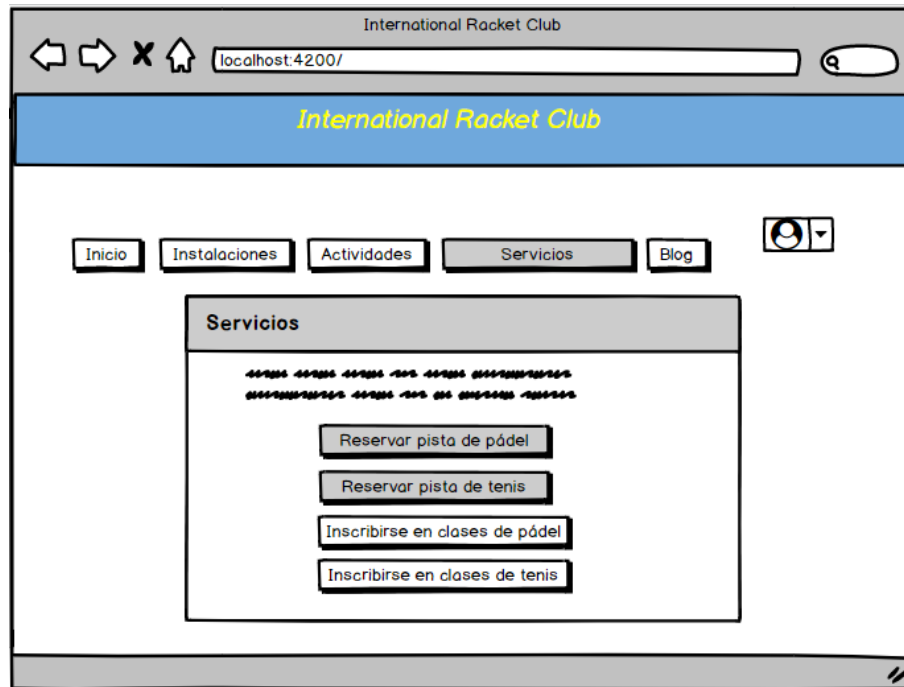 International Racket Club
localhost:4200/
International Racket Club
Inicio
Instalaciones
Actividades
Servicios
Blog
Servicios
Reservar pista de pádel
Reservar pista de tenis
Inscribirse en clases de pádel
Inscribirse en clases de tenis